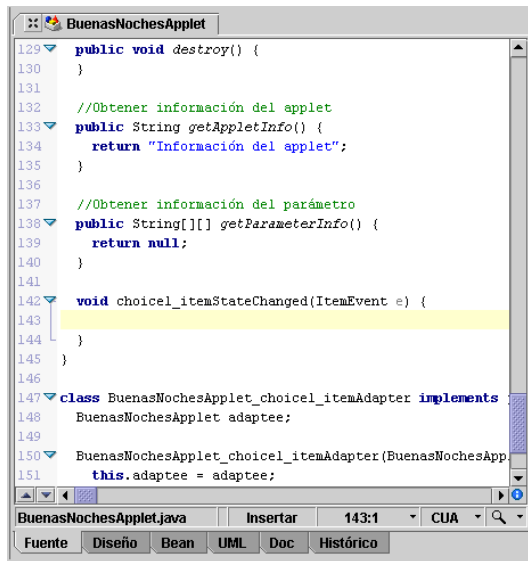 BuenasNochesApplet
129 public void destroy() {
130 }
131
132 //Obtener información del applet
133 public String getAppletInfo() {
134 return "Información del applet";
135 }
136
137 //Obtener información del parámetro
138 public String[][] getParameterInfo() {
139 return null;
140 }
141
142 void choice1_itemStateChanged(ItemEvent e) {
143
144 }
145 }
146
147 class BuenasNochesApplet_choice1_itemAdapter implements
148 BuenasNochesApplet adaptee;
149
150 BuenasNochesApplet_choice1_itemAdapter(BuenasNochesApp
151 this.adaptee = adaptee;
BuenasNochesApplet.java Insertar 143:1 CUA
Fuente Diseño Bean UML Doc Histórico